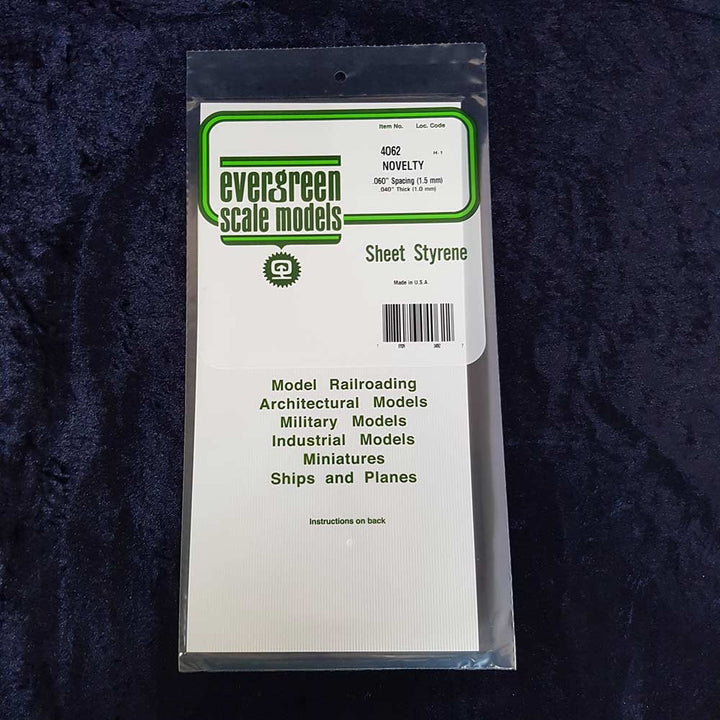 Item No. Loc. Code
4062 H-1
NOVELTY
.060" Spacing (1.5 mm)
.040" Thick (1.0 mm)
evergreen
scale models
Sheet Styrene
Made in U.S.A.
Model Railroading
Architectural Models
Military Models
Industrial Models
Miniatures
Ships and Planes
Instructions on back